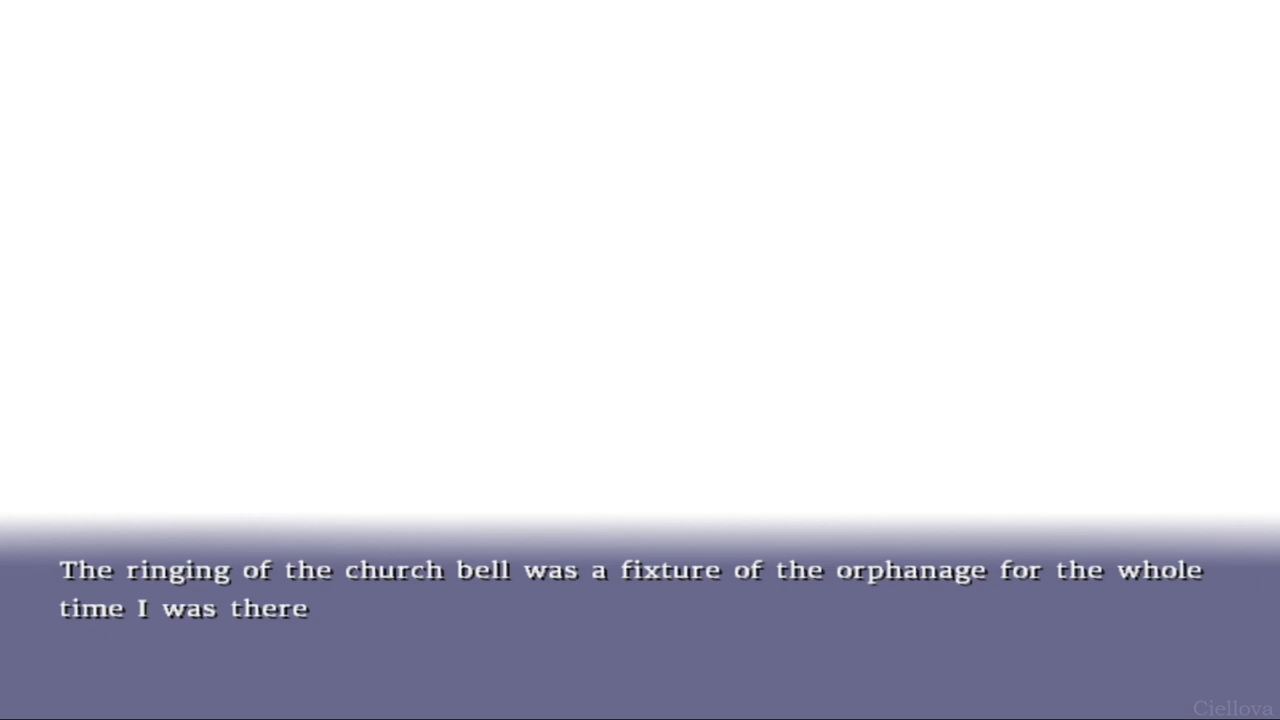 The ringing of the church bell was a fixture of the orphanage for the whole
time I was there
Ciellova